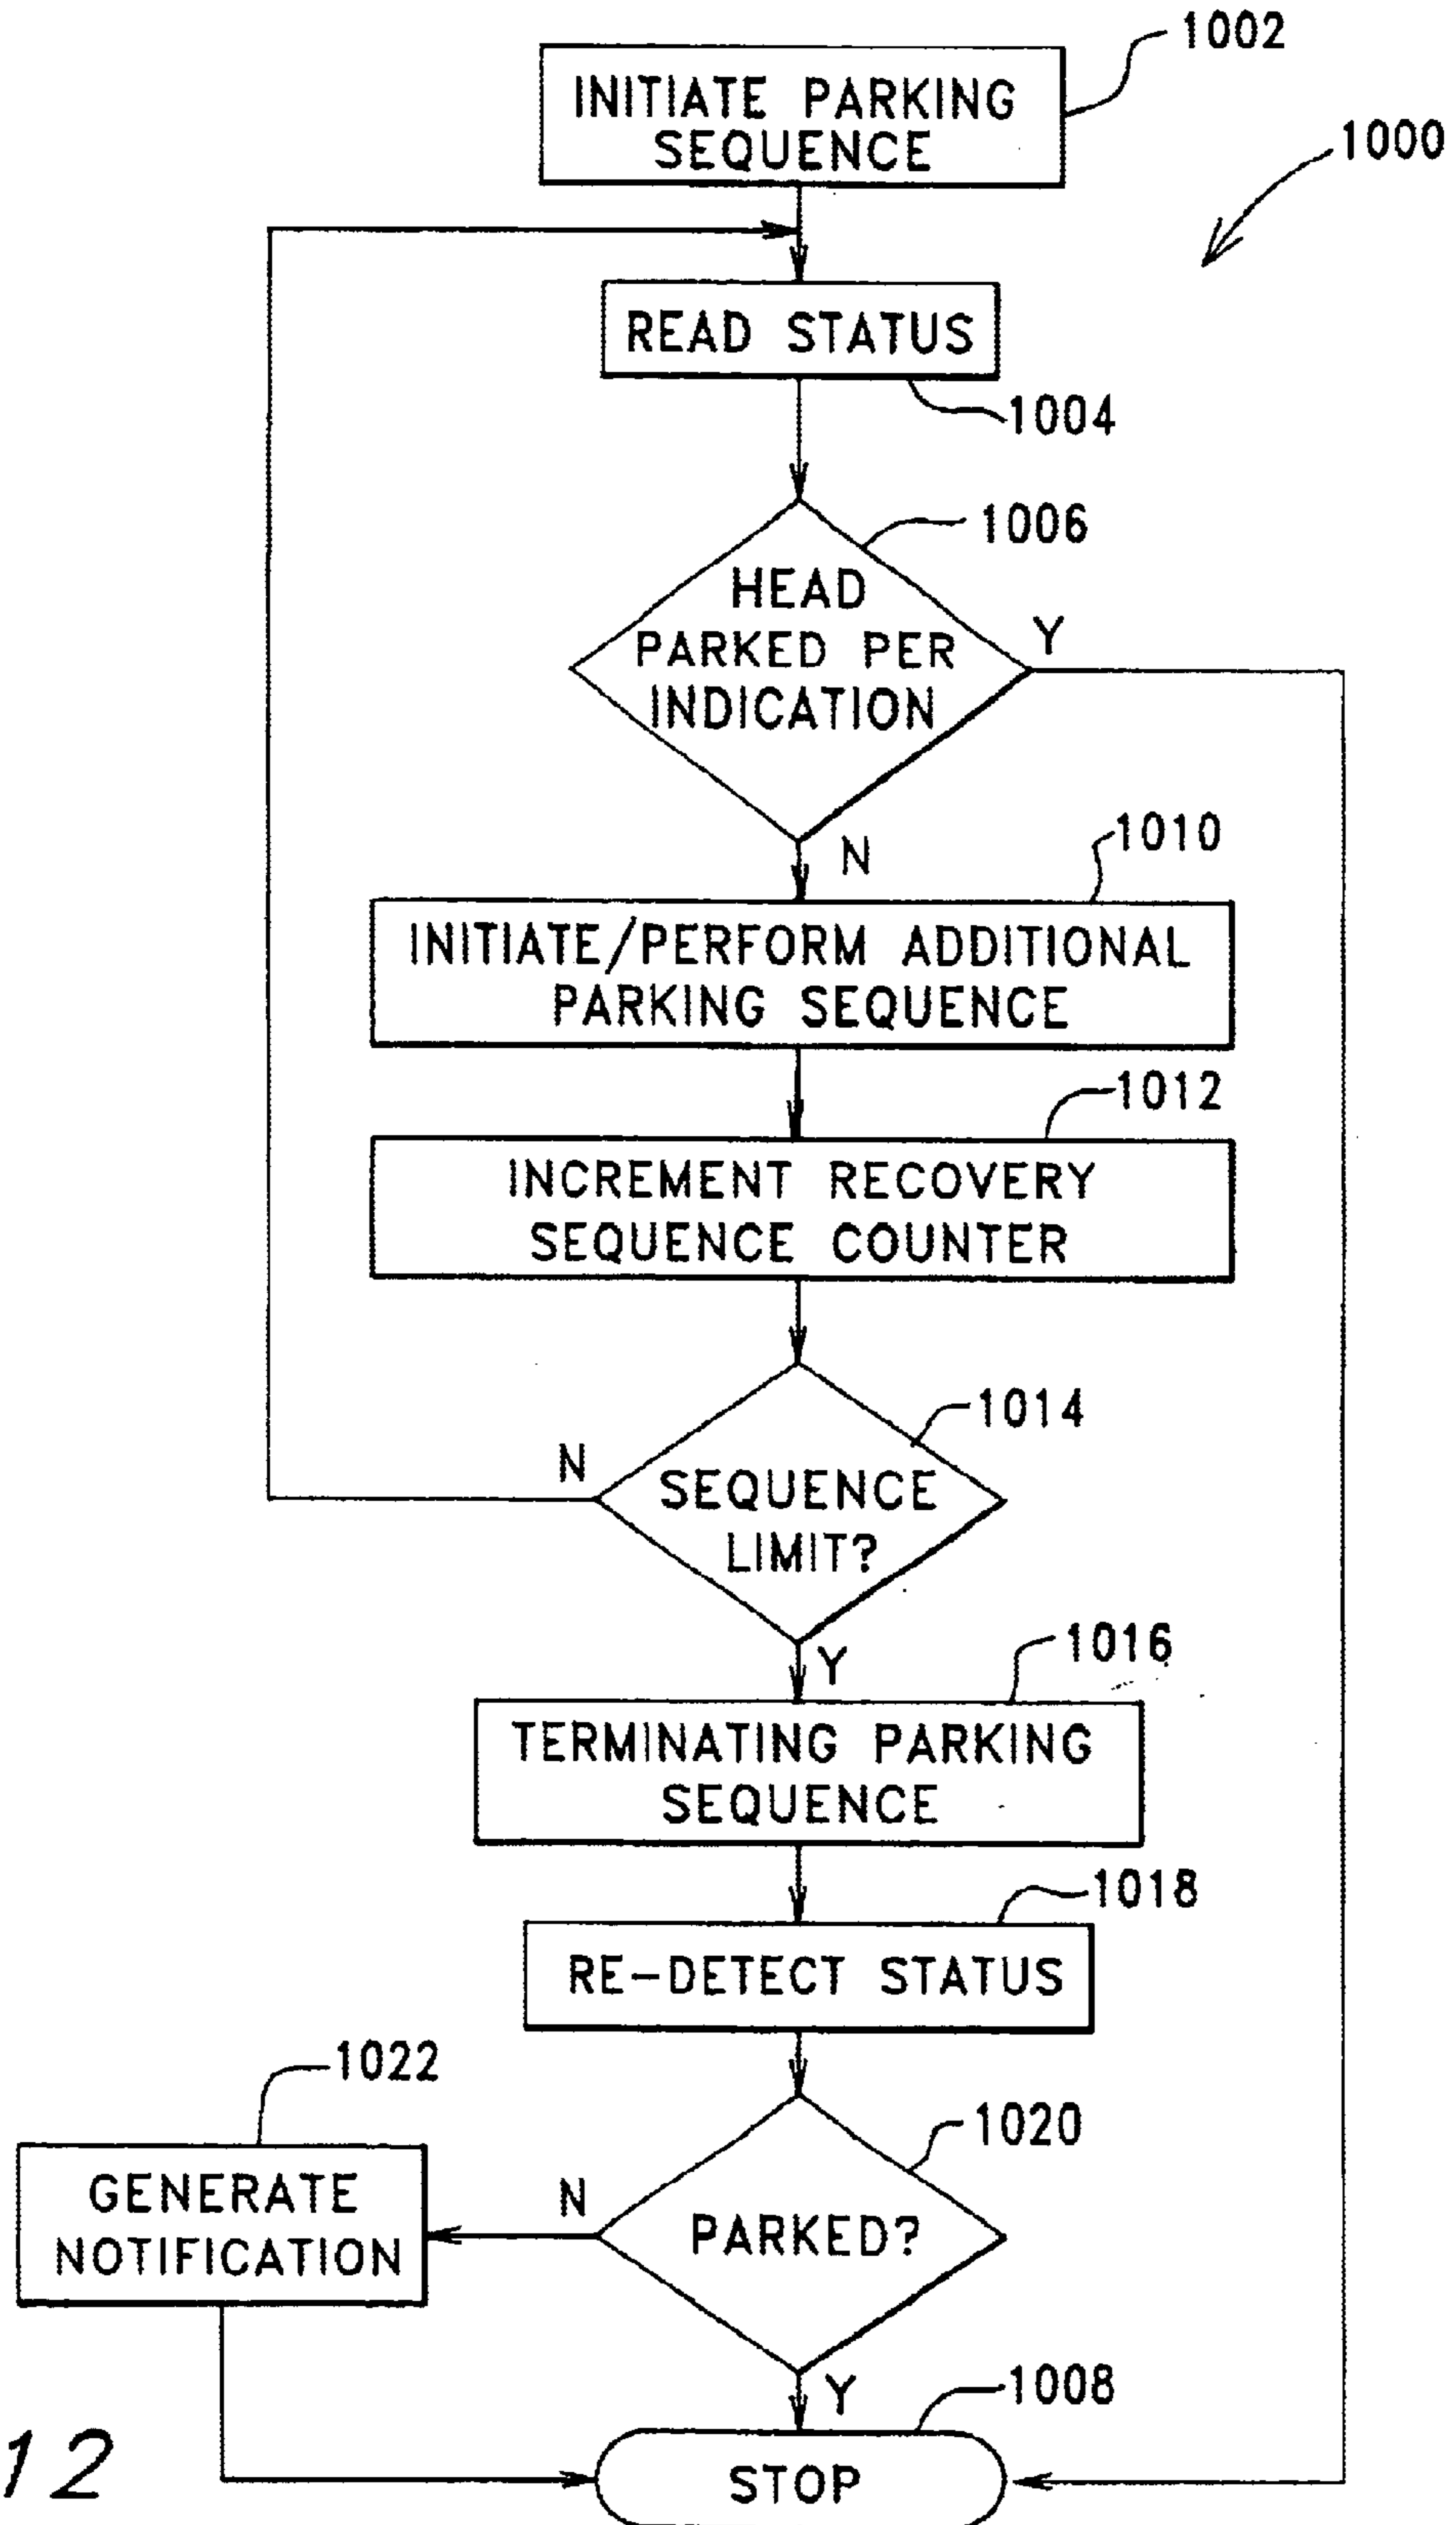 1002
INITIATE PARKING
SEQUENCE
1000
READ STATUS
1004
1006
HEAD
PARKED PER
INDICATION
Y
N
1010
INITIATE/PERFORM ADDITIONAL
PARKING SEQUENCE
1012
INCREMENT RECOVERY
SEQUENCE COUNTER
1014
N
SEQUENCE
LIMIT?
Y
1016
TERMINATING PARKING
SEQUENCE
1018
RE-DETECT STATUS
1022
1020
GENERATE
NOTIFICATION
N
PARKED?
Y
1008
STOP
12